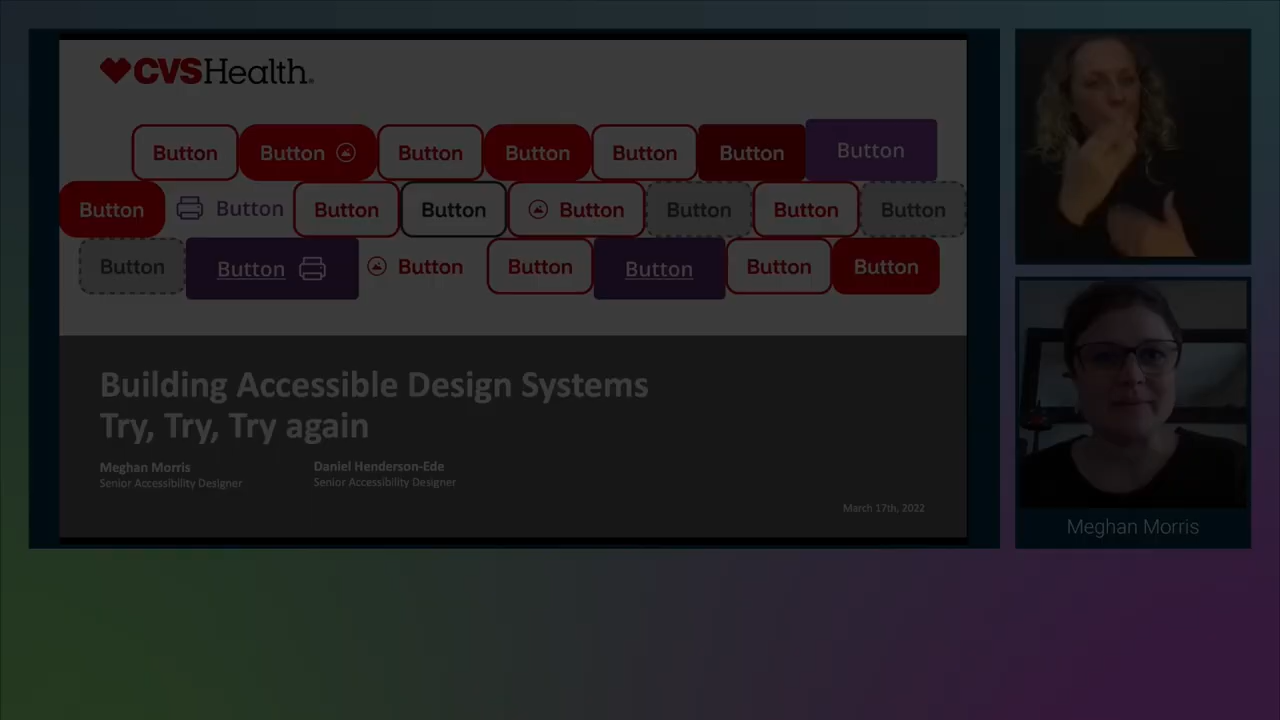 CVSHealth.
Button Button Button Button Button Button Button
Button Button Button Button Button Button Button Button
Button Button Button Button Button Button Button
Building Accessible Design Systems
Try, Try, Try again
Meghan Morris Daniel Henderson-Ede
Senior Accessibility Designer Senior Accessibility Designer
March 17th, 2022
Meghan Morris